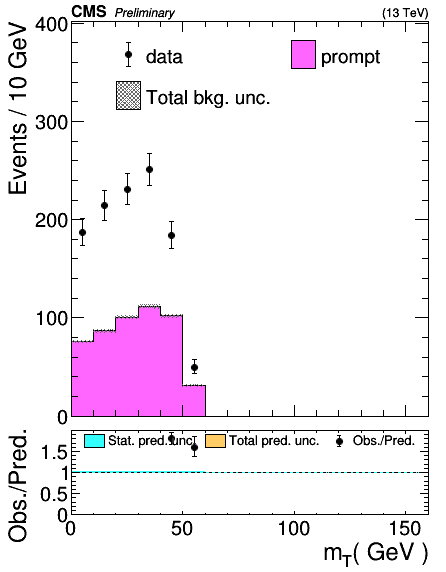 CMS Preliminary (13 TeV)
400
Events / 10 GeV
data
prompt
Total bkg. unc.
300
200
100
0
Obs./Pred.
1.5
Stat. pred. unc.
Total pred. unc.
Obs./Pred.
1
0.5
0
0 50 100 150
mT( GeV )